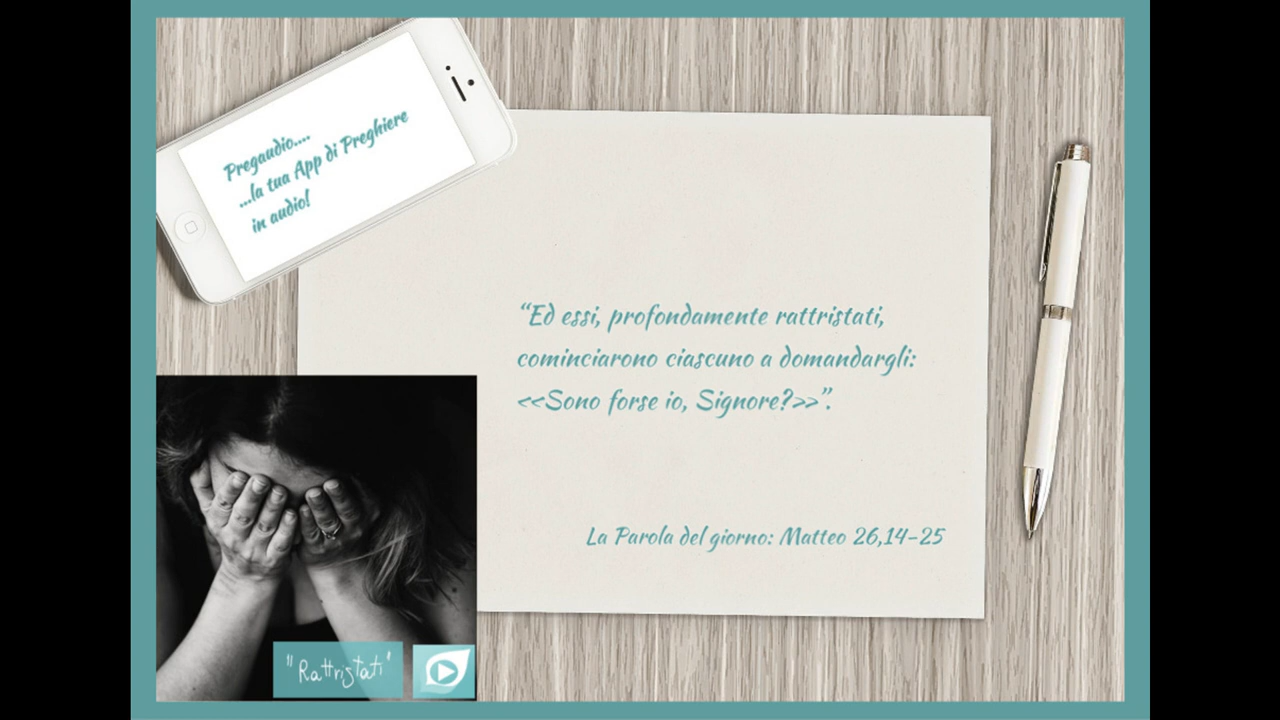 Pregaudio....
...la tua App di Preghiere
in audio!
“Ed essi, profondamente rattristati,
cominciarono ciascuno a domandargli:
<<Sono forse io, Signore?>>”.
La Parola del giorno: Matteo 26,14-25
"Rattristati"